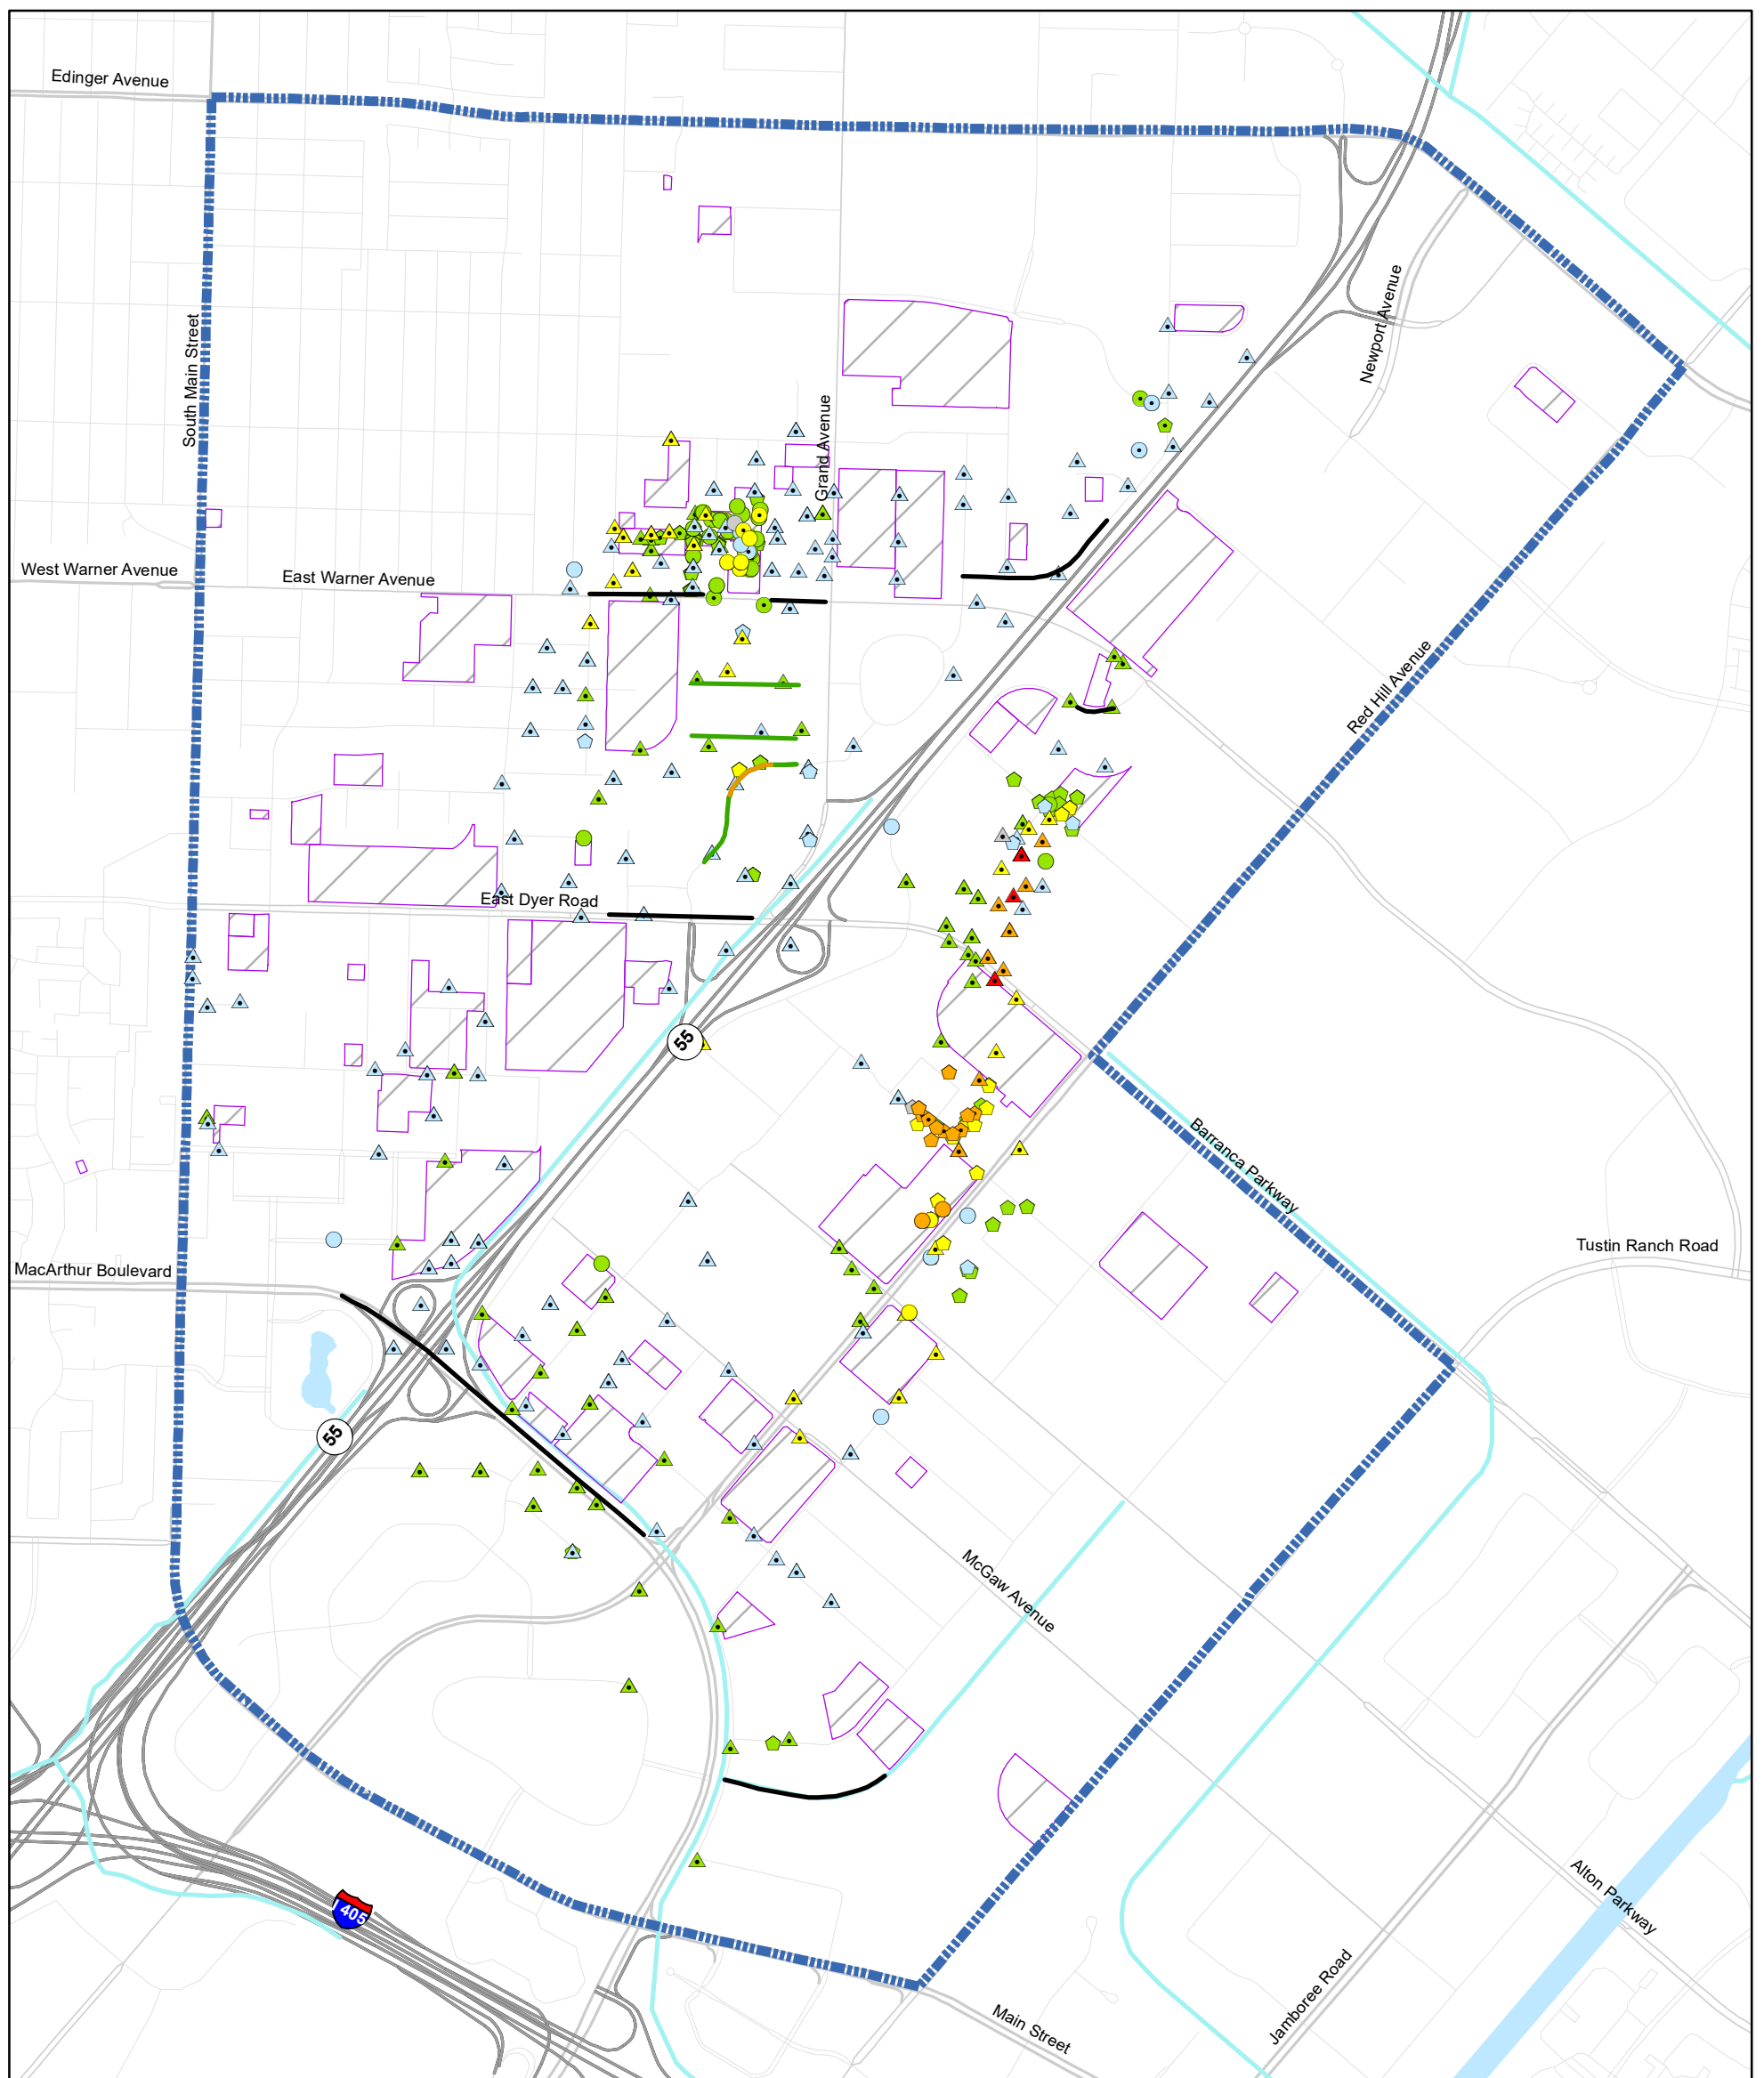 Edinger Avenue
Newport Avenue
South Main Street
Grand Avenue
West Warner Avenue
East Warner Avenue
Red Hill Avenue
East Dyer Road
55
Barranca Parkway
Tustin Ranch Road
MacArthur Boulevard
55
McGaw Avenue
Alton Parkway
405
Jamboree Road
Main Street